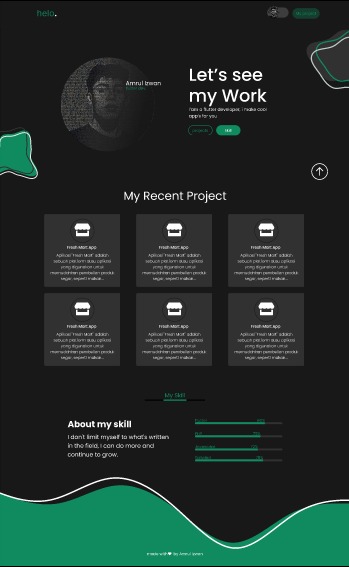 helo.
Amrul Izwan
Let's see
my Work
I'am a flutter developer, i make cool
app's for you
My Recent Project
Fresh Mart App
Aplikasi "Fresh Mart" adalah
sebuah platform atau aplikasi
yang digunakan untuk
memudahkan pembelian produk
segar, seperti makan...
Fresh Mart App
Aplikasi "Fresh Mart" adalah
sebuah platform atau aplikasi
yang digunakan untuk
memudahkan pembelian produk
segar, seperti makan...
Fresh Mart App
Aplikasi "Fresh Mart" adalah
sebuah platform atau aplikasi
yang digunakan untuk
memudahkan pembelian produk
segar, seperti makan...
Fresh Mart App
Aplikasi "Fresh Mart" adalah
sebuah platform atau aplikasi
yang digunakan untuk
memudahkan pembelian produk
segar, seperti makan...
Fresh Mart App
Aplikasi "Fresh Mart" adalah
sebuah platform atau aplikasi
yang digunakan untuk
memudahkan pembelian produk
segar, seperti makan...
Fresh Mart App
Aplikasi "Fresh Mart" adalah
sebuah platform atau aplikasi
yang digunakan untuk
memudahkan pembelian produk
segar, seperti makan...
My Skill
About my skill
I don't limit myself to what's written
in the field, I can do more and
continue to grow.
made with ❤ by Amrul Izwan